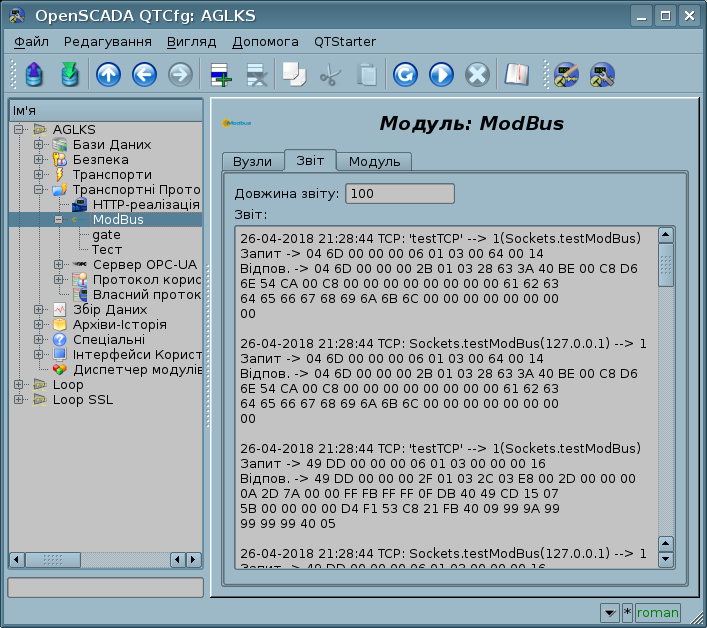 OpenSCADA QTCfg: AGLKS
Файл Редагування Вигляд Допомога QTStarter
Ім'я
AGLKS
Бази Даних
Безпека
Транспорти
Транспортні Прото
HTTP-реалізація
ModBus
gate
Тест
Сервер OPC-UA
Протокол корис
Власний проток
Збір Даних
Архіви-Історія
Спеціальні
Інтерфейси Корист
Диспетчер модулів
Loop
Loop SSL
ModBus
Модуль: ModBus
Вузли Звіт Модуль
Довжина звіту: 100
Звіт:
26-04-2018 21:28:44 TCP: 'testTCP' --> 1(Sockets.testModBus)
Запит -> 04 6D 00 00 00 06 01 03 00 64 00 14
Відпов. -> 04 6D 00 00 00 2B 01 03 28 63 3A 40 BE 00 C8 D6
6E 54 CA 00 C8 00 00 00 00 00 00 00 00 61 62 63
64 65 66 67 68 69 6A 6B 6C 00 00 00 00 00 00 00
00
26-04-2018 21:28:44 TCP: Sockets.testModBus(127.0.0.1) --> 1
Запит -> 04 6D 00 00 00 06 01 03 00 64 00 14
Відпов. -> 04 6D 00 00 00 2B 01 03 28 63 3A 40 BE 00 C8 D6
6E 54 CA 00 C8 00 00 00 00 00 00 00 00 61 62 63
64 65 66 67 68 69 6A 6B 6C 00 00 00 00 00 00 00
00
26-04-2018 21:28:44 TCP: 'testTCP' --> 1(Sockets.testModBus)
Запит -> 49 DD 00 00 00 06 01 03 00 00 00 16
Відпов. -> 49 DD 00 00 00 2F 01 03 2C 03 E8 00 2D 00 00 00
0A 2D 7A 00 00 FF FB FF FF 0F DB 40 49 CD 15 07
5B 00 00 00 00 D4 F1 53 C8 21 FB 40 09 99 9A 99
99 99 99 40 05
26-04-2018 21:28:44 TCP: Sockets.testModBus(127.0.0.1) --> 1
Запит -> 49 DD 00 00 00 06 01 03 00 00 00 16
* roman